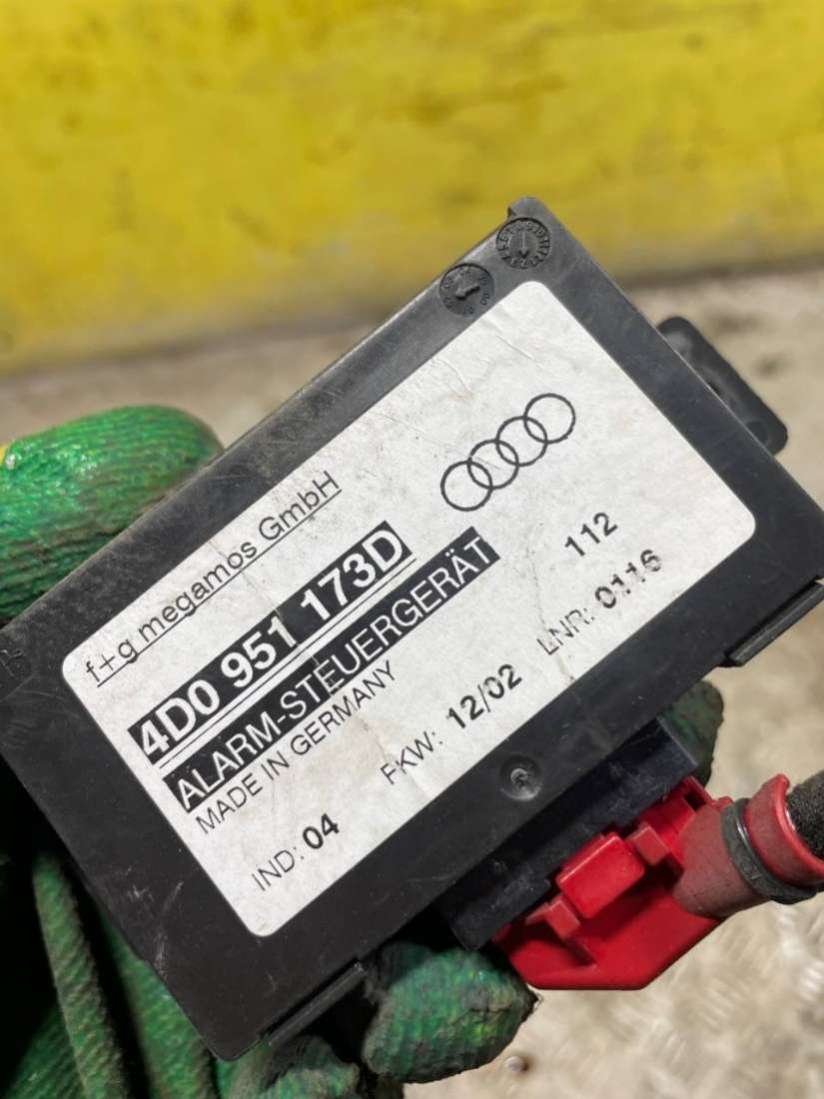 f+g megamos GmbH
4D0 951 173D
ALARM-STEUERGERÄT
112
MADE IN GERMANY
IND: 04 FKW: 12/02 LNR: 0116